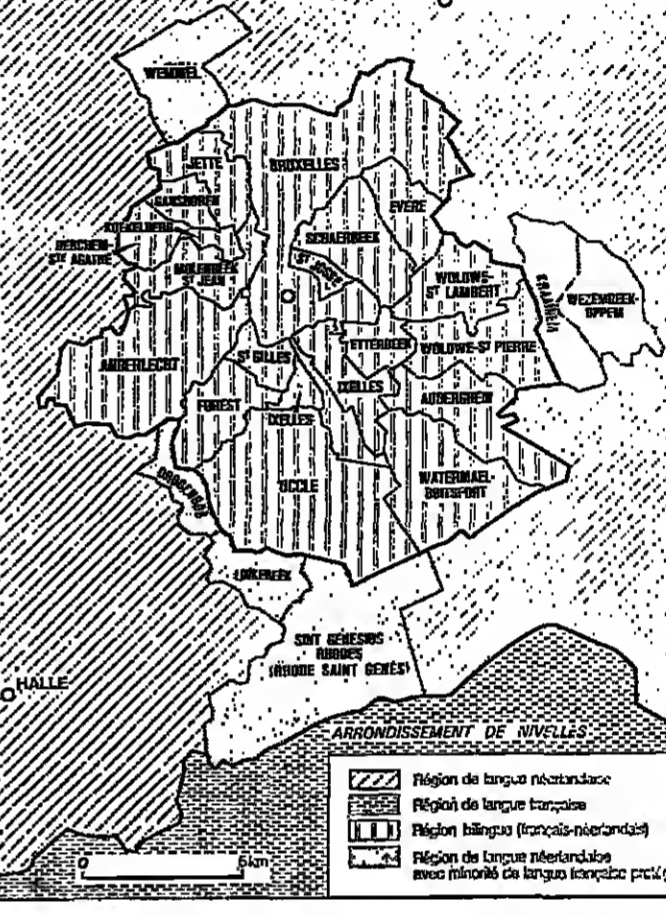 WEMMEL
JETTE
BRUXELLES
GANSHOREN
KOEKELBERG
EVERE
BERCHEM-
STE AGATHE
SCHAERBEEK
MOLENBEEK
ST JEAN
ST JOSSE
WOLUWE-
ST LAMBERT
KRAAINEM
WEZEMBEEK-
OPPEM
ANDERLECHT
ST GILLES
ETTERBEEK
WOLUWE-ST PIERRE
IXELLES
FOREST
IXELLES
AUDERGHEM
UCCLE
WATERMAEL-
BOITSFORT
DROGENBOS
LINKEBEEK
SINT GENESIUS
RHODES
(RHODE SAINT GENÈS)
HALLE
ARRONDISSEMENT DE NIVELLES
Région de langue néerlandaise
Région de langue française
Région bilingue (français-néerlandais)
Région de langue néerlandaise
avec minorité de langue française
0 5km